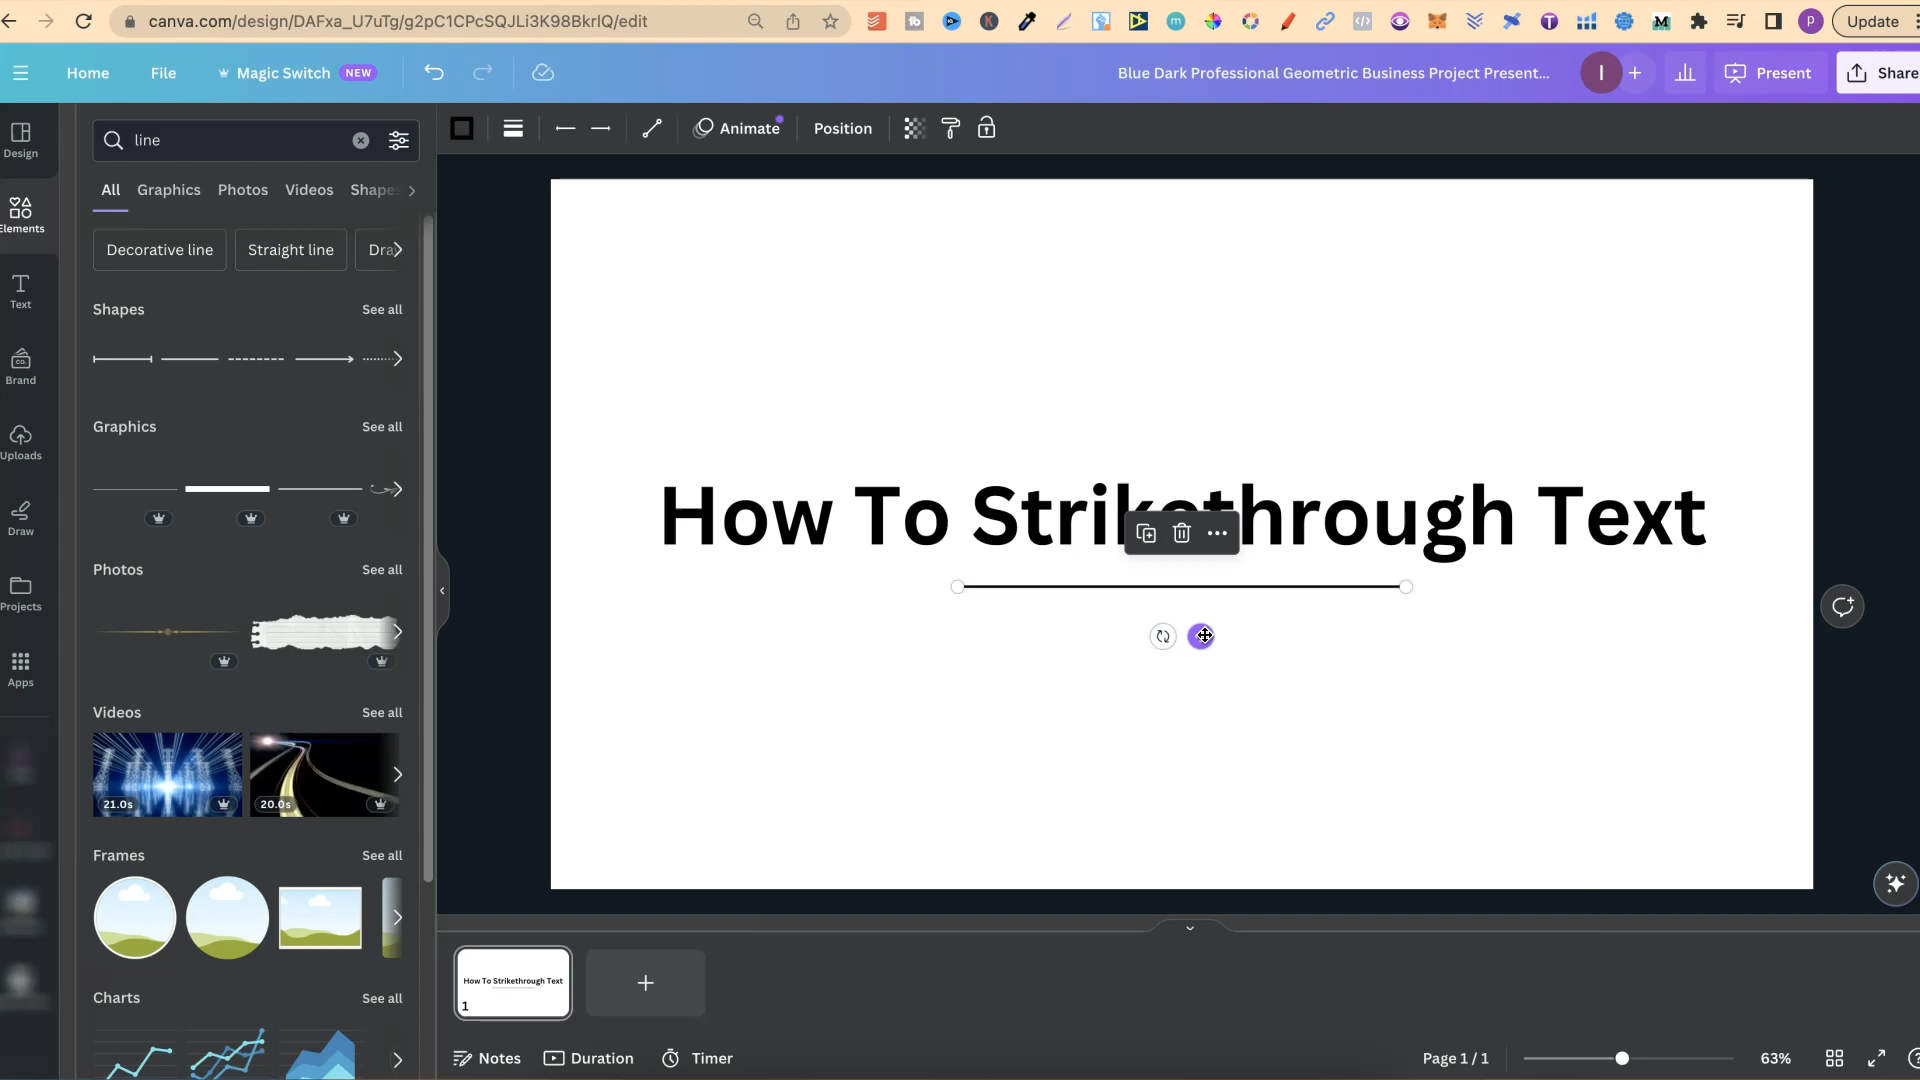 canva.com/design/DAFxa_U7uTg/g2pC1CPcSQJLi3K98BkrlQ/edit
Update
Home
File
Magic Switch
NEW
Blue Dark Professional Geometric Business Project Present...
I
Present
Share
Design
Elements
Text
Brand
Uploads
Draw
Projects
Apps
line
All
Graphics
Photos
Videos
Shapes
Decorative line
Straight line
Dra
Shapes
See all
Graphics
See all
Photos
See all
Videos
See all
21.0s
20.0s
Frames
See all
Charts
See all
Animate
Position
How To Strikethrough Text
How To Strikethrough Text
1
Notes
Duration
Timer
Page 1 / 1
63%